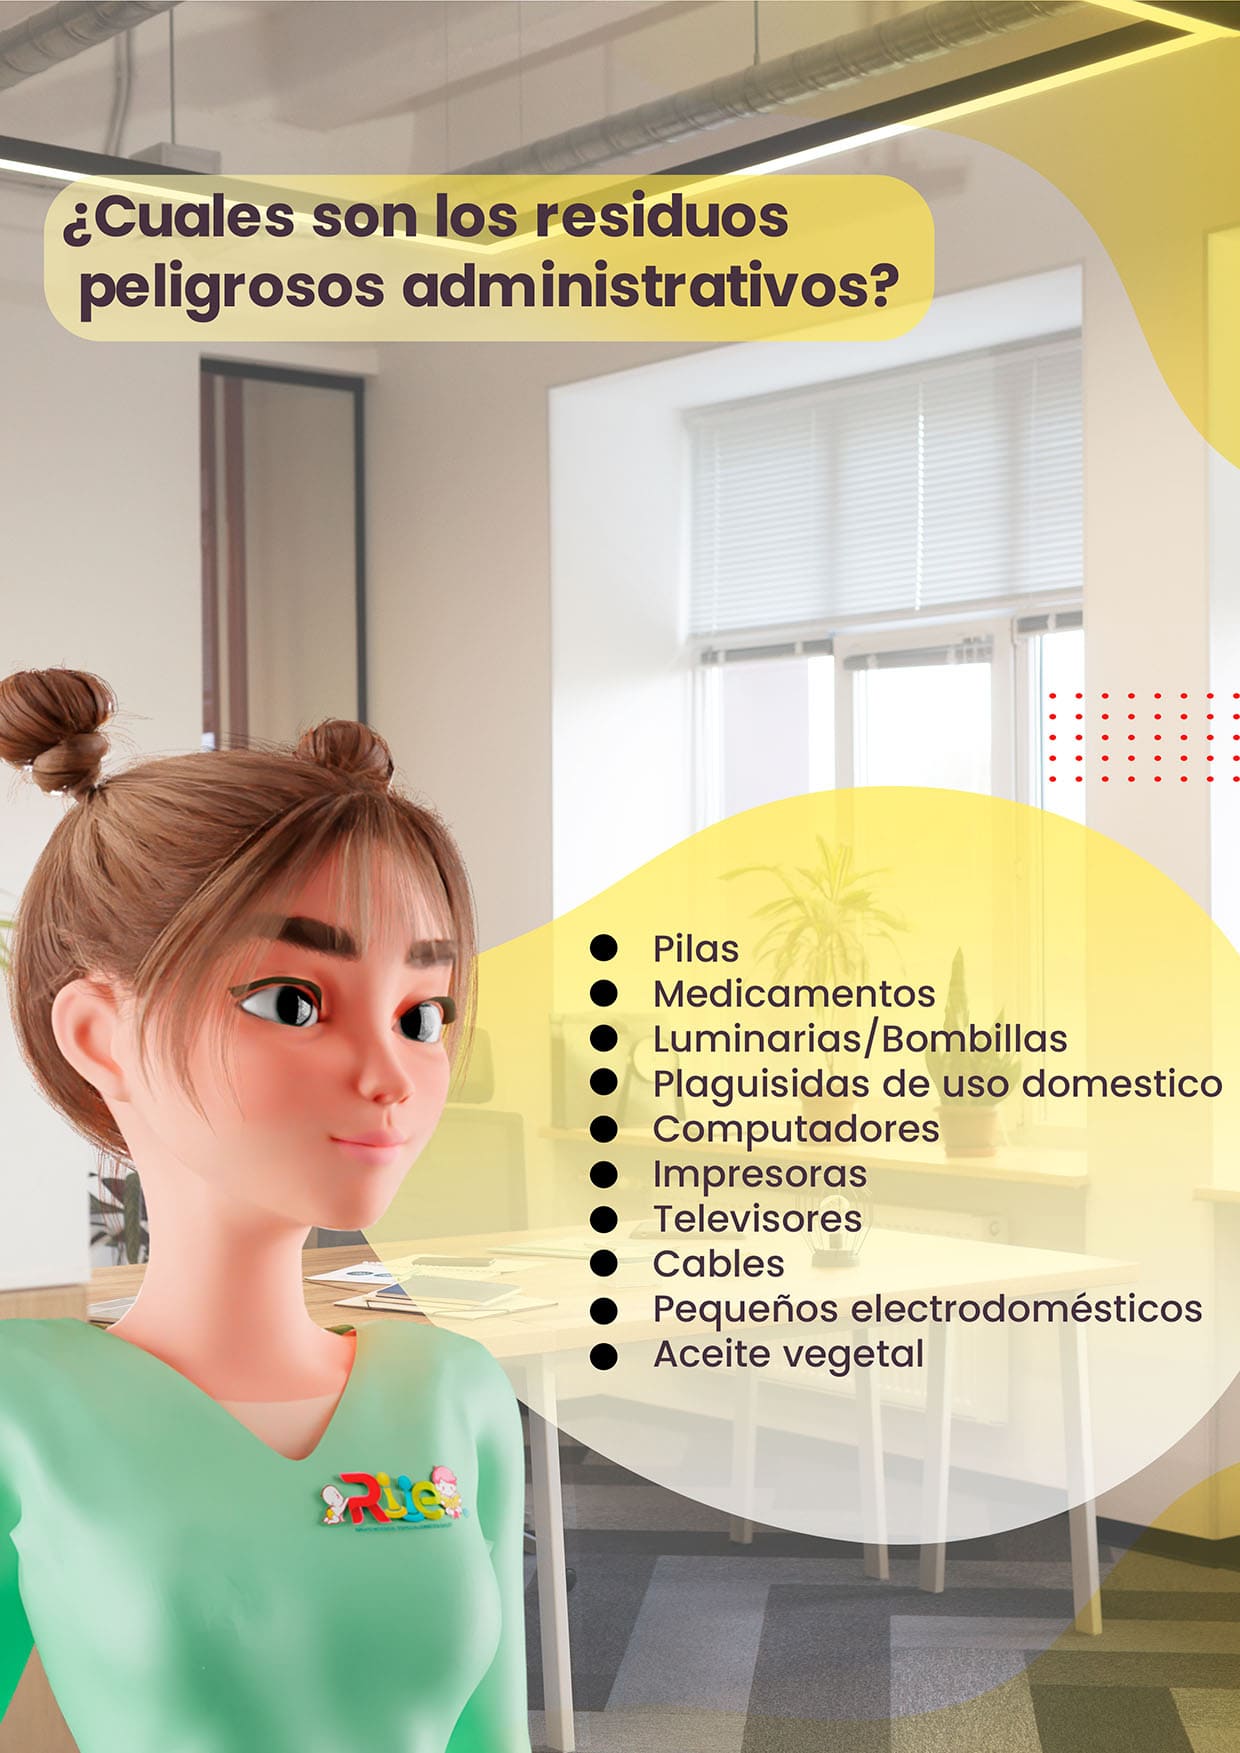 ¿Cuales son los residuos
peligrosos administrativos?
Pilas
Medicamentos
Luminarias/Bombillas
Plaguisidas de uso domestico
Computadores
Impresoras
Televisores
Cables
Pequeños electrodomésticos
Aceite vegetal